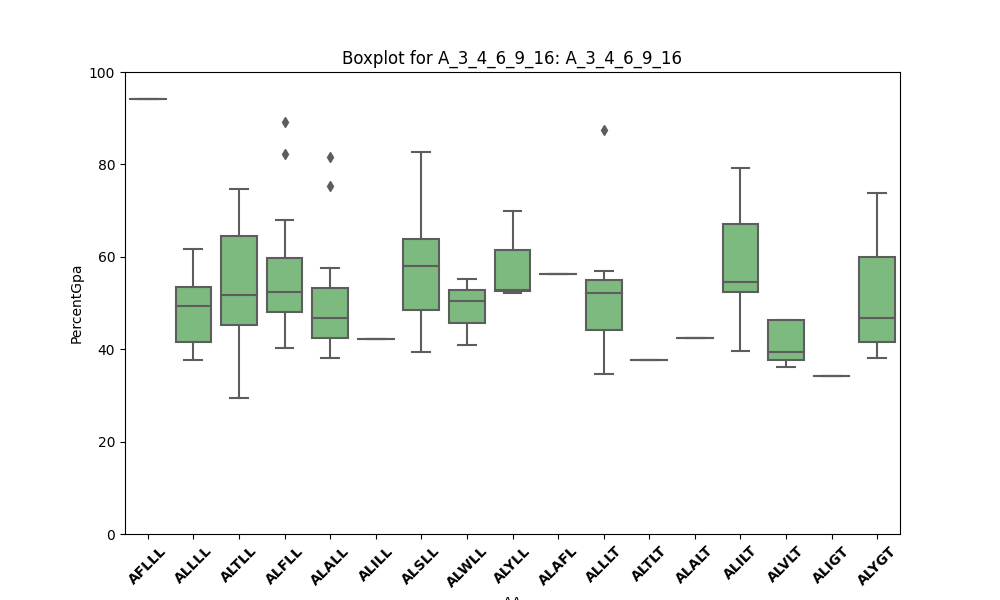 Boxplot for A_3_4_6_9_16: A_3_4_6_9_16
100
80
60
40
20
0
PercentGpa
AFLLL ALLLL ALTLL ALFLL ALALL ALILL ALSLL ALWLL ALYLL ALAFL ALLLT ALTLT ALALT ALILT ALVLT ALIGT ALYGT